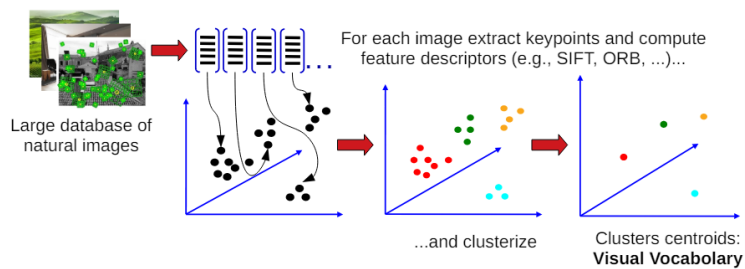 For each image extract keypoints and compute
feature descriptors (e.g., SIFT, ORB, ...)...
Large database of
natural images
...and clusterize
Clusters centroids:
Visual Vocabolary